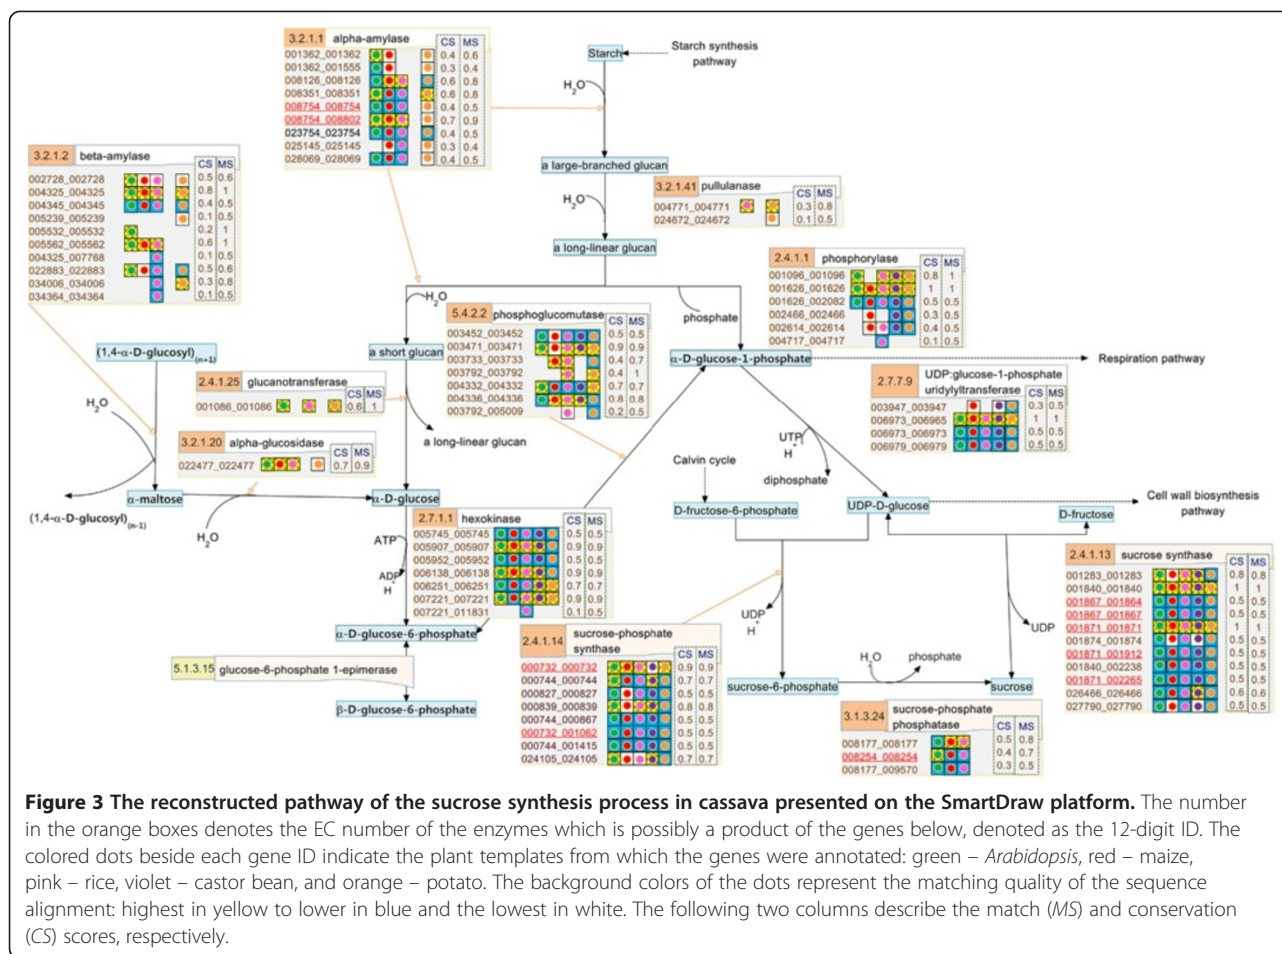 3.2.1.1 alpha-amylase
CS MS
001362_001362 0.4 0.6
001362_001555 0.3 0.4
008126_008126 0.6 0.8
008351_008351 0.6 0.8
008754_008754 0.4 0.5
008754_008802 0.7 0.9
023754_023754 0.4 0.5
025145_025145 0.3 0.4
028069_028069 0.4 0.5
Starch
Starch synthesis
pathway
H2O
a large-branched glucan
H2O
a long-linear glucan
3.2.1.41 pullulanase
CS MS
004771_004771 0.3 0.8
024672_024672 0.1 0.5
3.2.1.2 beta-amylase
CS MS
002728_002728 0.5 0.6
004325_004325 0.8 1
004345_004345 0.4 0.5
005239_005239 0.1 0.5
005532_005532 0.2 1
005562_005562 0.6 1
004325_007768 0.1 0.5
022883_022883 0.5 0.6
034006_034006 0.3 0.8
034364_034364 0.1 0.5
2.4.1.1 phosphorylase
CS MS
001096_001096 0.8 1
001626_001626 1 1
001626_002082 0.5 0.5
002466_002466 0.3 0.5
002614_002614 0.4 0.5
004717_004717 0.1 0.5
H2O
phosphate
5.4.2.2 phosphoglucomutase
CS MS
003452_003452 0.5 0.5
003471_003471 0.9 0.9
003733_003733 0.4 0.7
003792_003792 0.4 1
004332_004332 0.7 0.7
004336_004336 0.8 0.8
003792_005009 0.2 0.5
(1,4-α-D-glucosyl)(n+1)
a short glucan
α-D-glucose-1-phosphate
Respiration pathway
2.4.1.25 glucanotransferase
CS MS
001086_001086 0.6 1
2.7.7.9 UDP:glucose-1-phosphate
uridylyltransferase
CS MS
003947_003947 0.3 0.5
006973_006965 1 1
006973_006973 0.5 0.5
006979_006979 0.5 0.5
H2O
a long-linear glucan
3.2.1.20 alpha-glucosidase
CS MS
022477_022477 0.7 0.9
UTP
H+
diphosphate
Calvin cycle
α-maltose
α-D-glucose
(1,4-α-D-glucosyl)(n-1)
H2O
D-fructose-6-phosphate
UDP-D-glucose
D-fructose
Cell wall biosynthesis
pathway
2.7.1.1 hexokinase
CS MS
005745_005745 0.5 0.5
005907_005907 0.9 0.9
005952_005952 0.5 0.5
006138_006138 0.9 0.9
006251_006251 0.7 0.7
007221_007221 0.9 0.9
007221_011831 0.1 0.5
ATP
ADP
H+
2.4.1.13 sucrose synthase
CS MS
001283_001283 0.8 0.8
001840_001840 1 1
001867_001864 0.5 0.5
001867_001867 0.5 0.5
001871_001871 1 1
001874_001874 0.5 0.5
001871_001912 0.5 0.5
001840_002238 0.5 0.5
001871_002265 0.5 0.5
026466_026466 0.6 0.6
027790_027790 0.5 0.5
UDP
H+
UDP
α-D-glucose-6-phosphate
2.4.1.14 sucrose-phosphate
synthase
CS MS
000732_000732 0.9 0.9
000744_000744 0.7 0.7
000827_000827 0.5 0.5
000839_000839 0.8 0.8
000744_000867 0.5 0.5
000732_001062 0.5 0.5
000744_001415 0.5 0.5
024105_024105 0.7 0.7
5.1.3.15 glucose-6-phosphate 1-epimerase
β-D-glucose-6-phosphate
H2O
phosphate
sucrose-6-phosphate
sucrose
3.1.3.24 sucrose-phosphate
phosphatase
CS MS
008177_008177 0.5 0.8
008254_008254 0.4 0.7
008177_009570 0.3 0.5
Figure 3 The reconstructed pathway of the sucrose synthesis process in cassava presented on the SmartDraw platform. The number
in the orange boxes denotes the EC number of the enzymes which is possibly a product of the genes below, denoted as the 12-digit ID. The
colored dots beside each gene ID indicate the plant templates from which the genes were annotated: green – Arabidopsis, red – maize,
pink – rice, violet – castor bean, and orange – potato. The background colors of the dots represent the matching quality of the sequence
alignment: highest in yellow to lower in blue and the lowest in white. The following two columns describe the match (MS) and conservation
(CS) scores, respectively.